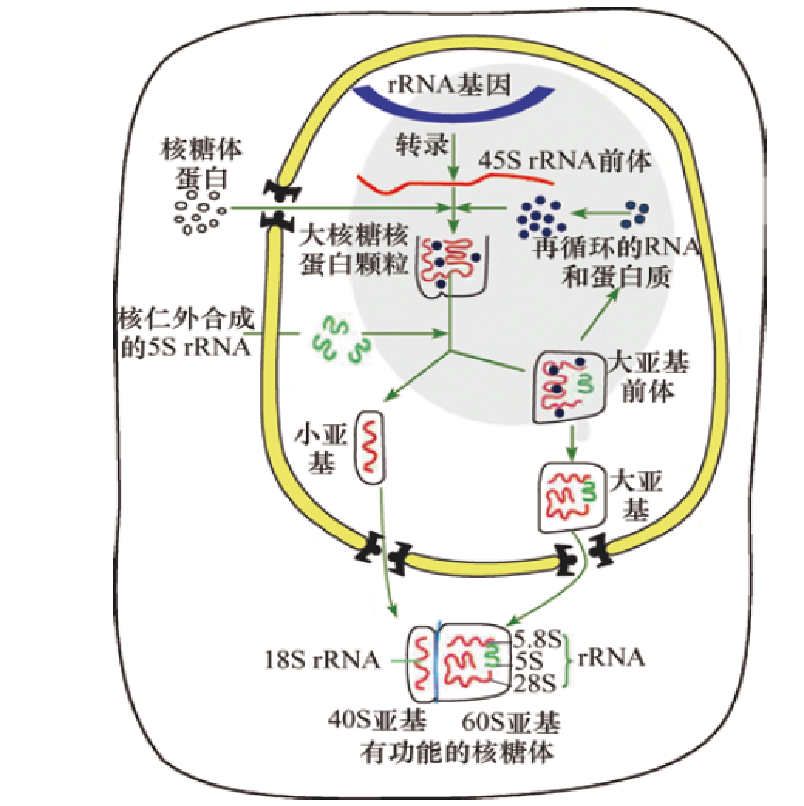 rRNA基因
转录
45S rRNA前体
核糖体
蛋白
大核糖核
蛋白颗粒
再循环的RNA
和蛋白质
核仁外合成
的5S rRNA
大亚基
前体
小亚
基
大亚
基
18S rRNA
5.8S
5S
28S
rRNA
40S亚基
60S亚基
有功能的核糖体